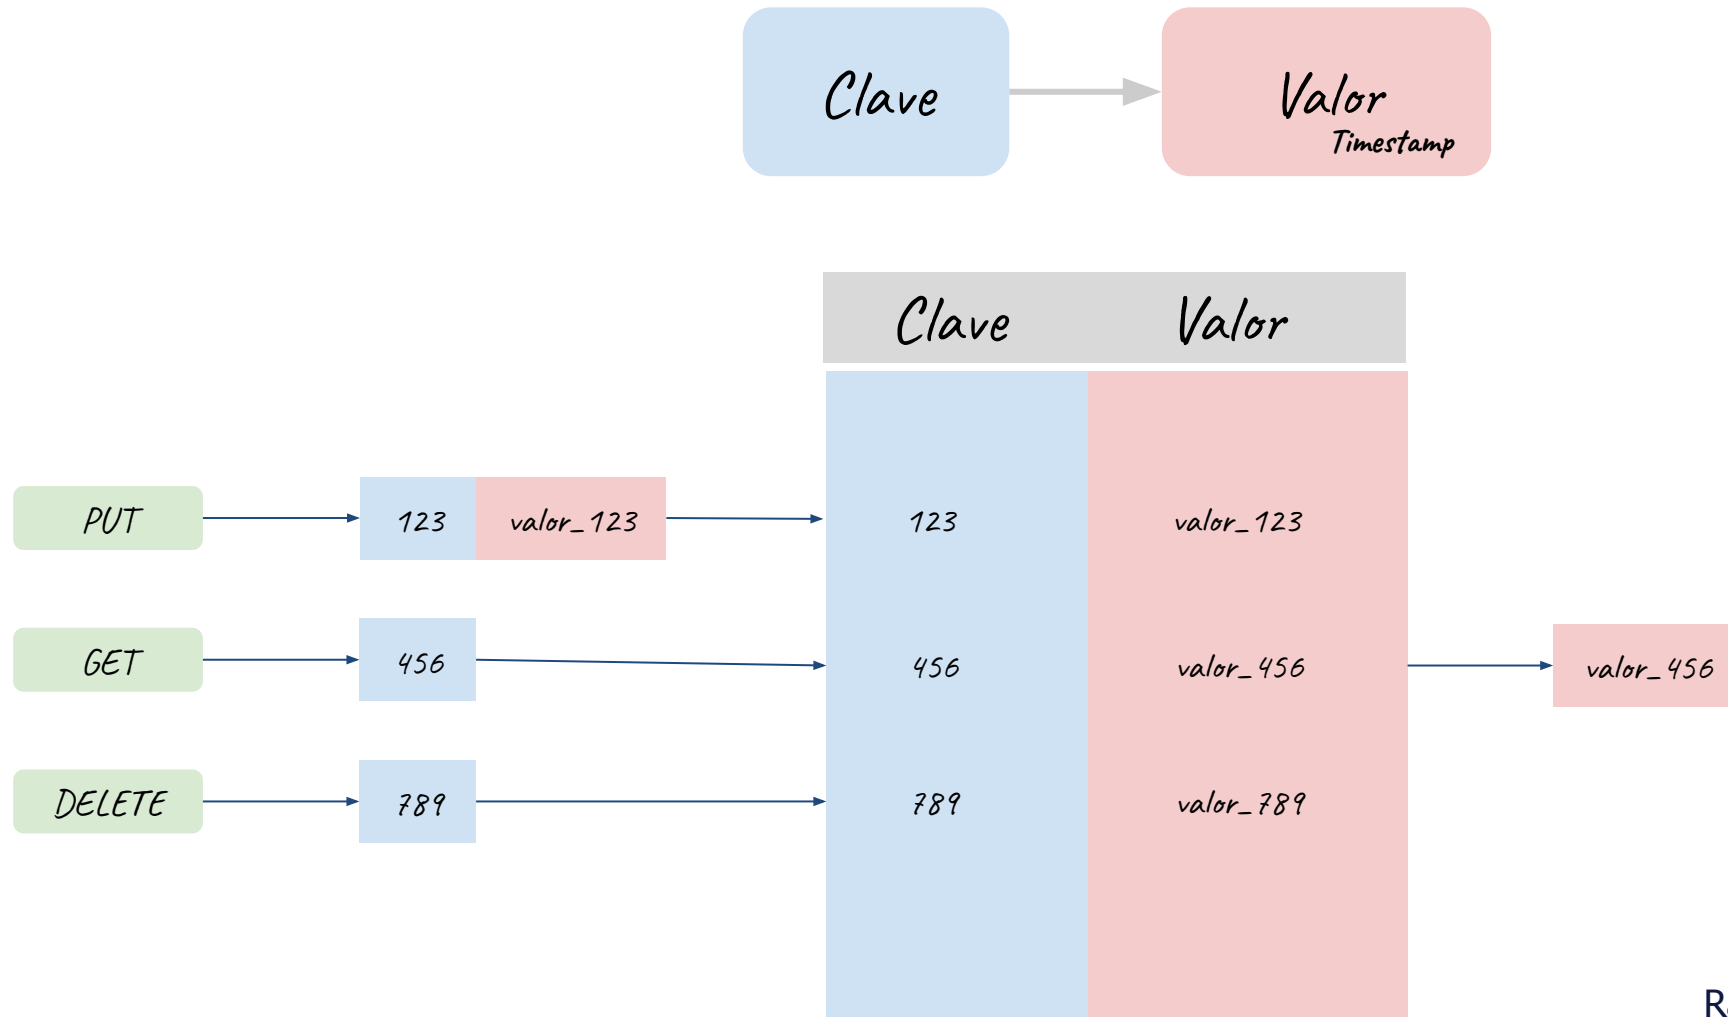 Clave
Valor
Timestamp
Clave Valor
PUT 123 valor_123 123 valor_123
GET 456 456 valor_456 valor_456
DELETE 789 789 valor_789